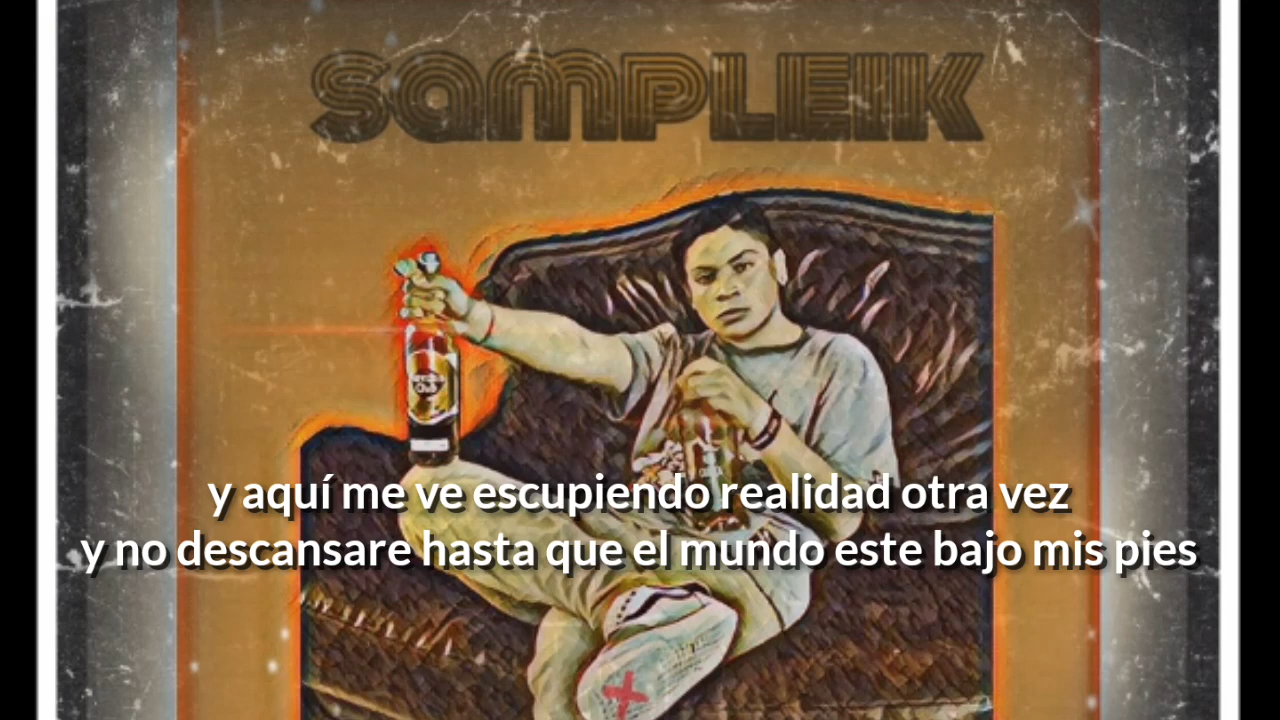 SAMPLEIK
y aquí me ve escupiendo realidad otra vez
y no descansare hasta que el mundo este bajo mis pies